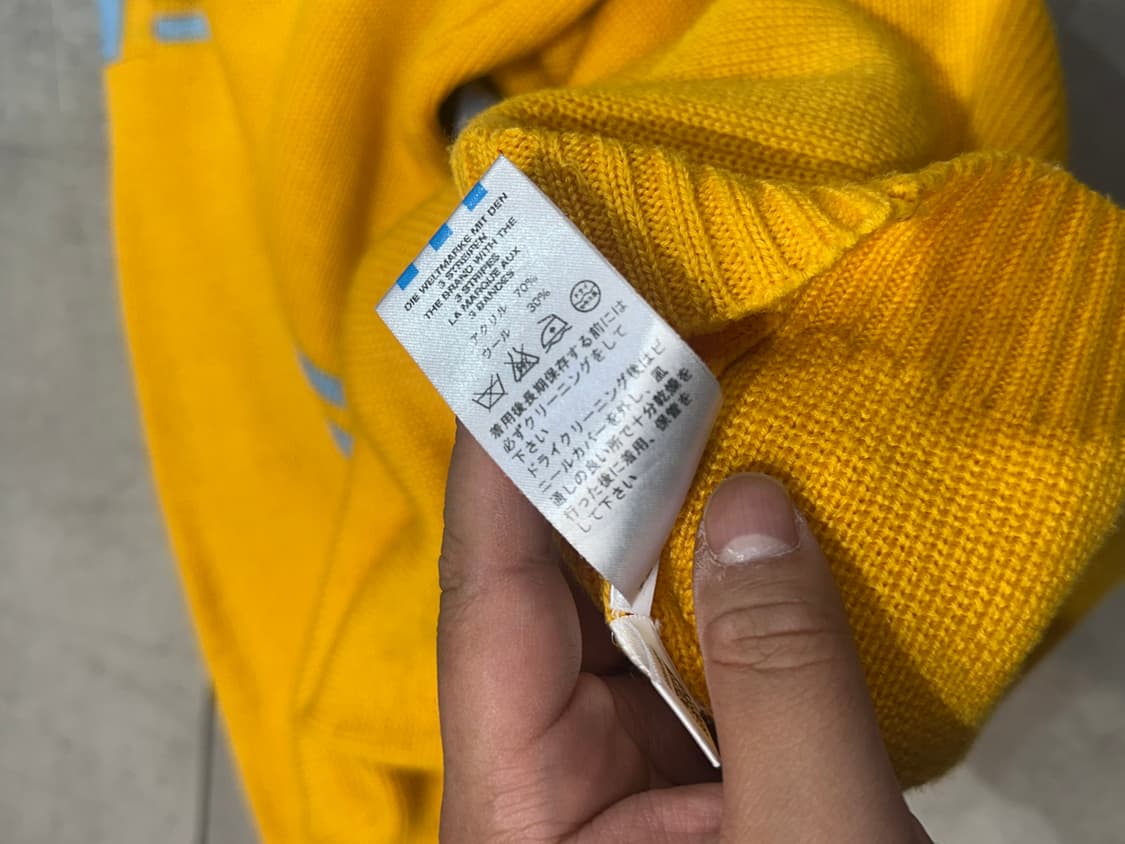 DIE WELTMARKE MIT DEN
3 STREIFEN
THE BRAND WITH THE
3 STRIPES
LA MARQUE AUX
3 BANDES
アクリル 70%
ウール 30%
着用後長期保存する前には
必ずクリーニングをして
下さい
ドライクリーニング後はビ
ニールカバーを外し、風
通しの良い所で十分乾燥を
行った後に着用、保管を
して下さい